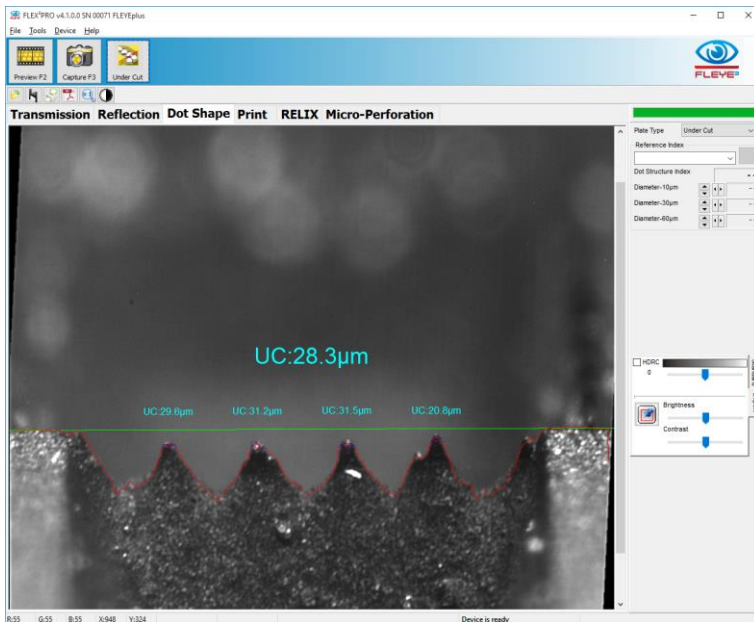 FLEX³PRO v4.1.0.0 SN 00071 FLEYEplus
File Tools Device Help
Preview F2 Capture F3 Under Cut
FLEYE
Transmission Reflection Dot Shape Print RELIX Micro-Perforation
Plate Type Under Cut
Reference Index
Dot Structure Index
Diameter-10µm
Diameter-30µm
Diameter-60µm
UC:28.3µm
UC:29.6µm UC:31.2µm UC:31.5µm UC:20.8µm
HDRC
0
Brightness
Contrast
R:55 G:55 B:55 X:948 Y:324 Device is ready